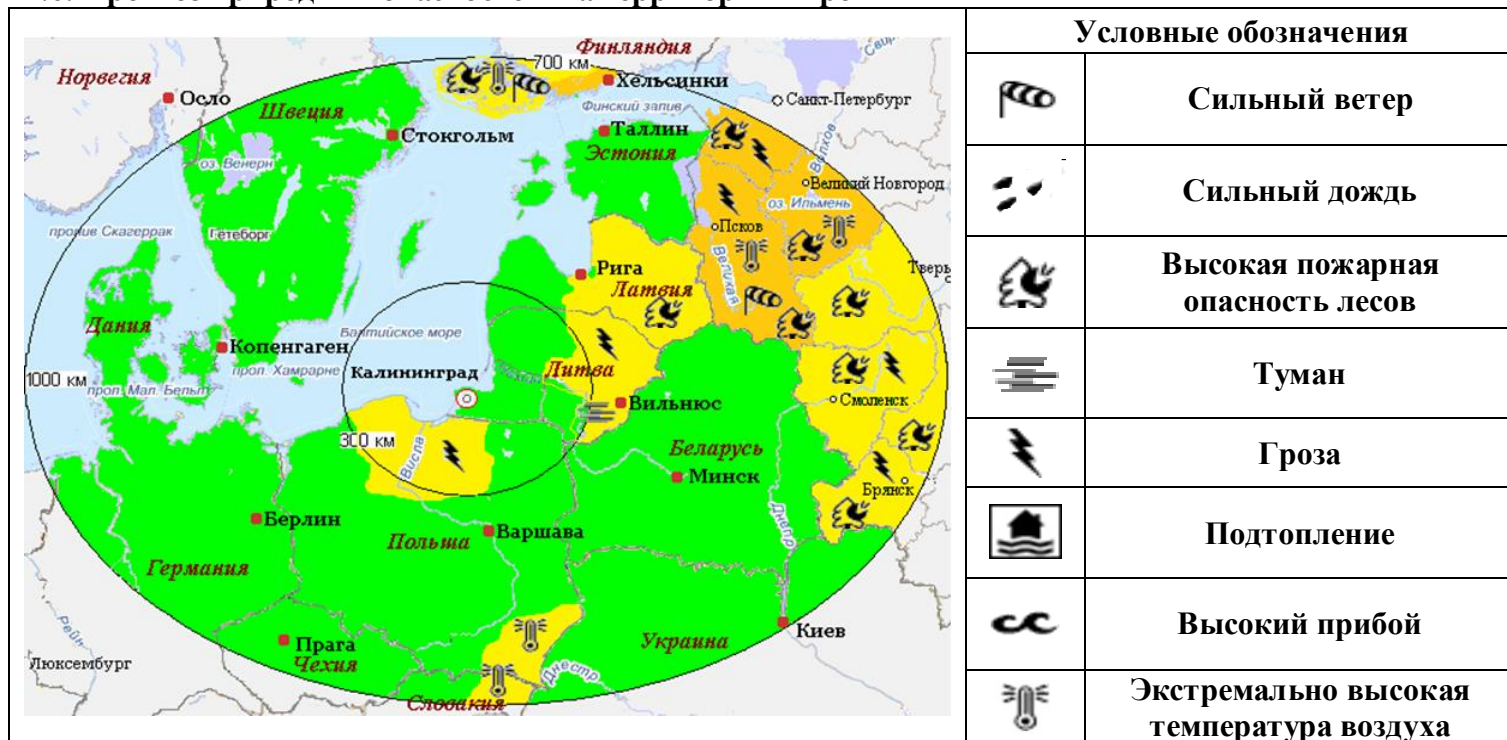 Условные обозначения
Сильный ветер
Сильный дождь
Высокая пожарная
опасность лесов
Туман
Гроза
Подтопление
Высокий прибой
Экстремально высокая
температура воздуха
Финляндия
700 км
Норвегия
Хельсинки
Осло
Санкт-Петербург
Швеция
Финский залив
Стокгольм
Таллин
Эстония
Волхов
оз. Венерн
Великий Новгород
оз. Ильмень
Псков
пролив Скагеррак
Гетеборг
Рига
Тверь
Латвия
Великая
Дания
Балтийское море
Копенгаген
Литва
1000 км
прол. Хамрарне
Калининград
прол. Мал. Бельт
Смоленск
Вильнюс
300 км
Висла
Беларусь
Минск
Брянск
Берлин
Варшава
Днепр
Польша
Германия
Рейн
Киев
Украина
Прага
Люксембург
Чехия
Днестр
Словакия